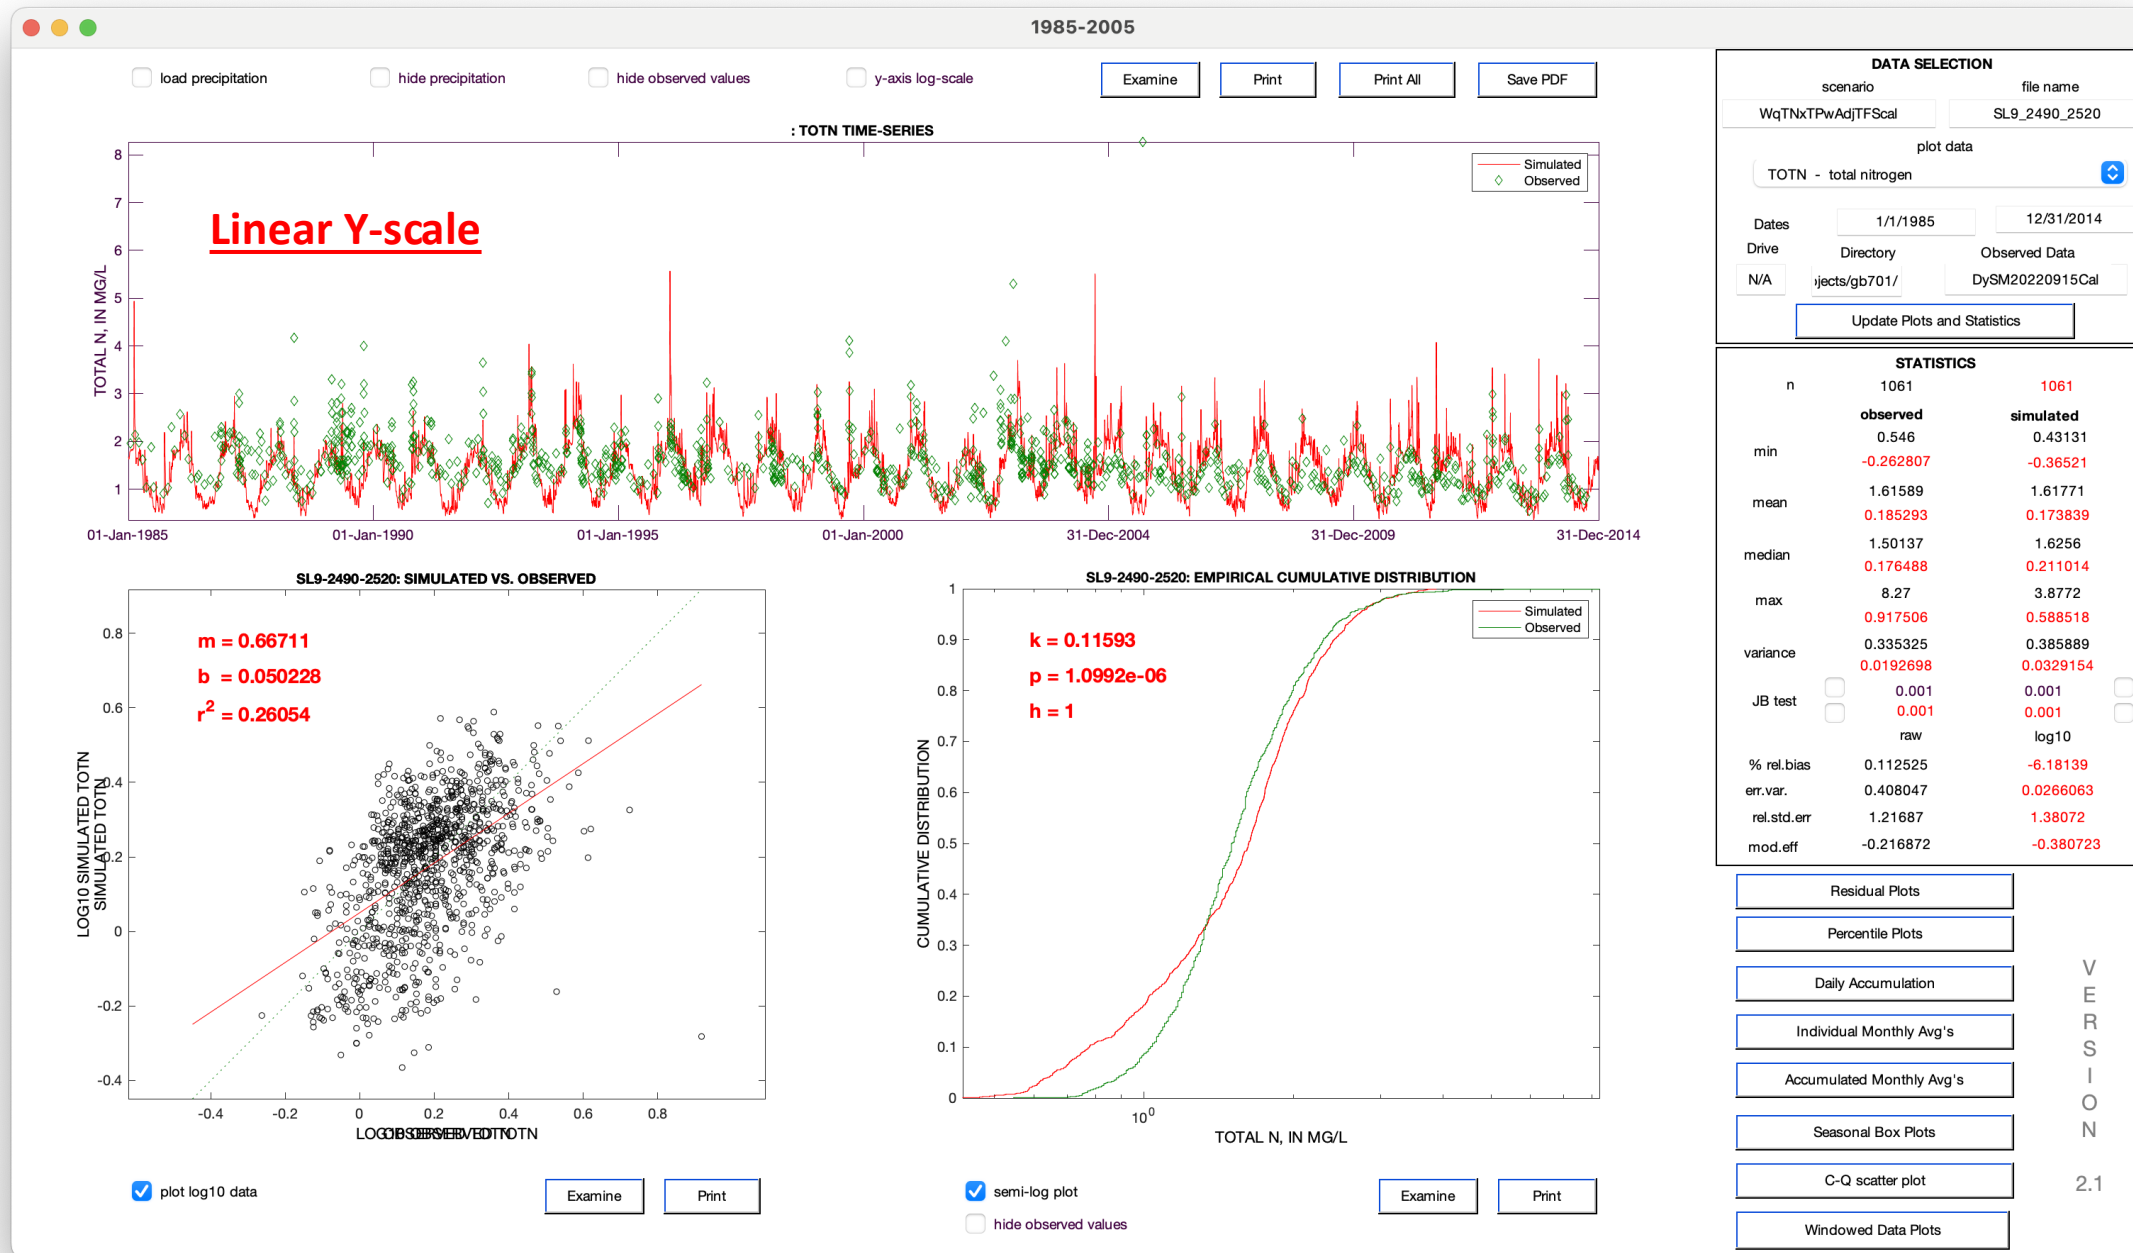 1985-2005
load precipitation
hide precipitation
hide observed values
y-axis log-scale
Examine
Print
Print All
Save PDF
: TOTN TIME-SERIES
TOTAL N, IN MG/L
8
7
6
5
4
3
2
1
Linear Y-scale
Simulated
Observed
01-Jan-1985
01-Jan-1990
01-Jan-1995
01-Jan-2000
31-Dec-2004
31-Dec-2009
31-Dec-2014
SL9-2490-2520: SIMULATED VS. OBSERVED
m = 0.66711
b = 0.050228
r² = 0.26054
LOG10 SIMULATED TOTN
SIMULATED TOTN
0.8
0.6
0.4
0.2
0
-0.2
-0.4
-0.4
-0.2
0
0.2
0.4
0.6
0.8
plot log10 data
Examine
Print
SL9-2490-2520: EMPIRICAL CUMULATIVE DISTRIBUTION
k = 0.11593
p = 1.0992e-06
h = 1
Simulated
Observed
CUMULATIVE DISTRIBUTION
1
0.9
0.8
0.7
0.6
0.5
0.4
0.3
0.2
0.1
0
10⁰
TOTAL N, IN MG/L
semi-log plot
hide observed values
Examine
Print
DATA SELECTION
scenario
file name
WqTNxTPwAdjTFScal
SL9_2490_2520
plot data
TOTN - total nitrogen
Dates
1/1/1985
12/31/2014
Drive
Directory
Observed Data
N/A
jects/gb701/
DySM20220915Cal
Update Plots and Statistics
STATISTICS
n
1061
1061
observed
simulated
min
0.546
0.43131
-0.262807
-0.36521
mean
1.61589
1.61771
0.185293
0.173839
median
1.50137
1.6256
0.176488
0.211014
max
8.27
3.8772
0.917506
0.588518
variance
0.335325
0.385889
0.0192698
0.0329154
JB test
0.001
0.001
0.001
0.001
raw
log10
% rel.bias
0.112525
-6.18139
err.var.
0.408047
0.0266063
rel.std.err
1.21687
1.38072
mod.eff
-0.216872
-0.380723
Residual Plots
Percentile Plots
Daily Accumulation
Individual Monthly Avg's
Accumulated Monthly Avg's
Seasonal Box Plots
C-Q scatter plot
Windowed Data Plots
VERSION
2.1